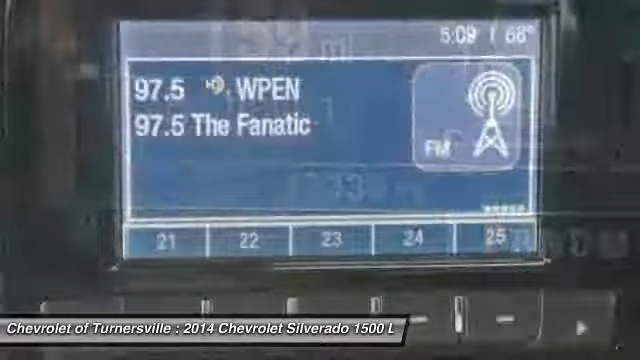 5:09 68°
97.5 WPEN
97.5 The Fanatic
FM
21 22 23 24 25
Chevrolet of Turnersville : 2014 Chevrolet Silverado 1500 L